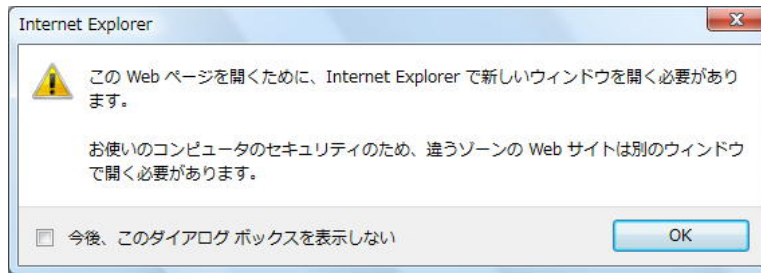 Internet Explorer
この Web ページを開くために、Internet Explorer で新しいウィンドウを開く必要があり
ます。
お使いのコンピュータのセキュリティのため、違うゾーンの Web サイトは別のウィンドウ
で開く必要があります。
今後、このダイアログ ボックスを表示しない
OK